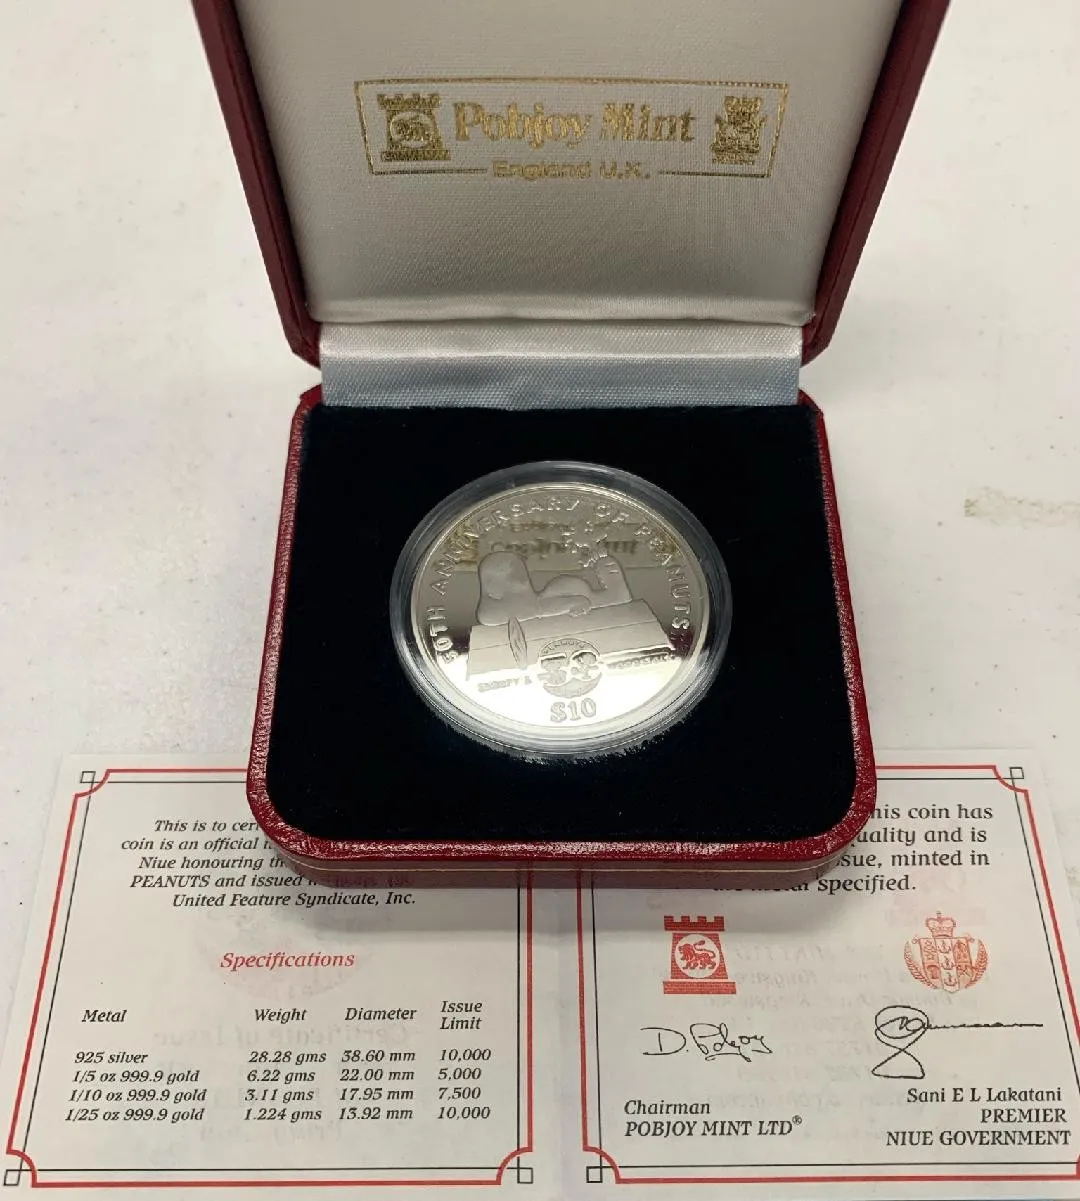 Pobjoy Mint
England U.K.
50TH ANNIVERSARY OF PEANUTS
50
$10
This is to cer
coin is an official
Niue honouring th
PEANUTS and issued
United Feature Syndicate, Inc.
Specifications
Metal Weight Diameter Issue Limit
925 silver 28.28 gms 38.60 mm 10,000
1/5 oz 999.9 gold 6.22 gms 22.00 mm 5,000
1/10 oz 999.9 gold 3.11 gms 17.95 mm 7,500
1/25 oz 999.9 gold 1.224 gms 13.92 mm 10,000
his coin has
uality and is
sue, minted in
specified.
D. Pobjoy
Chairman
POBJOY MINT LTD®
Sani E L Lakatani
PREMIER
NIUE GOVERNMENT